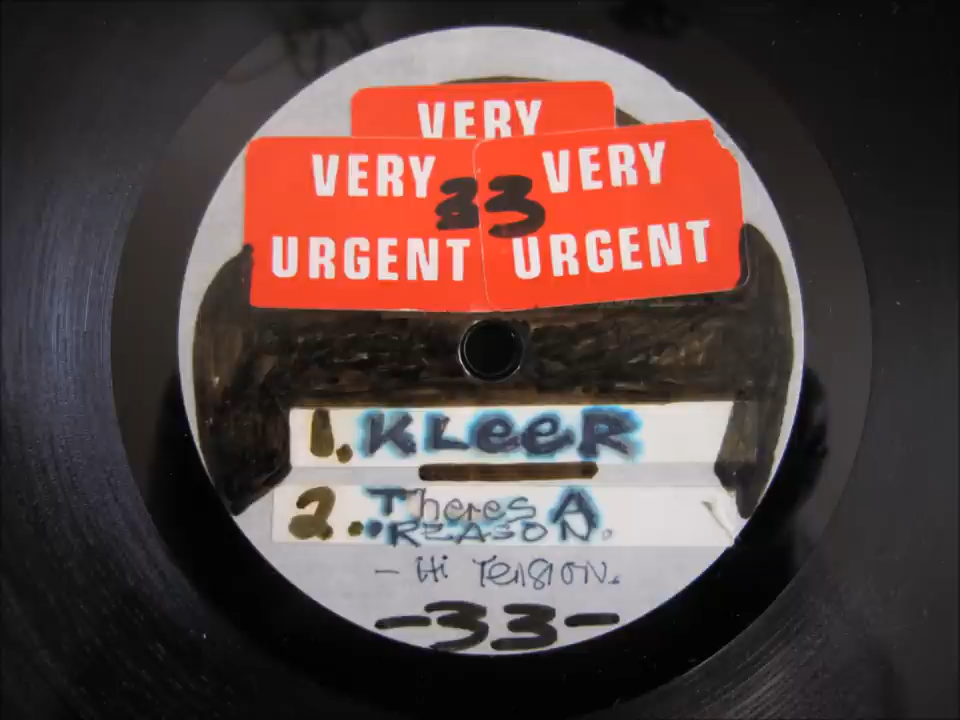 VERY
VERY
URGENT
VERY
URGENT
33
1. KLeeR
2. Theres A
REASON.
- Hi TeNSION.
-33-